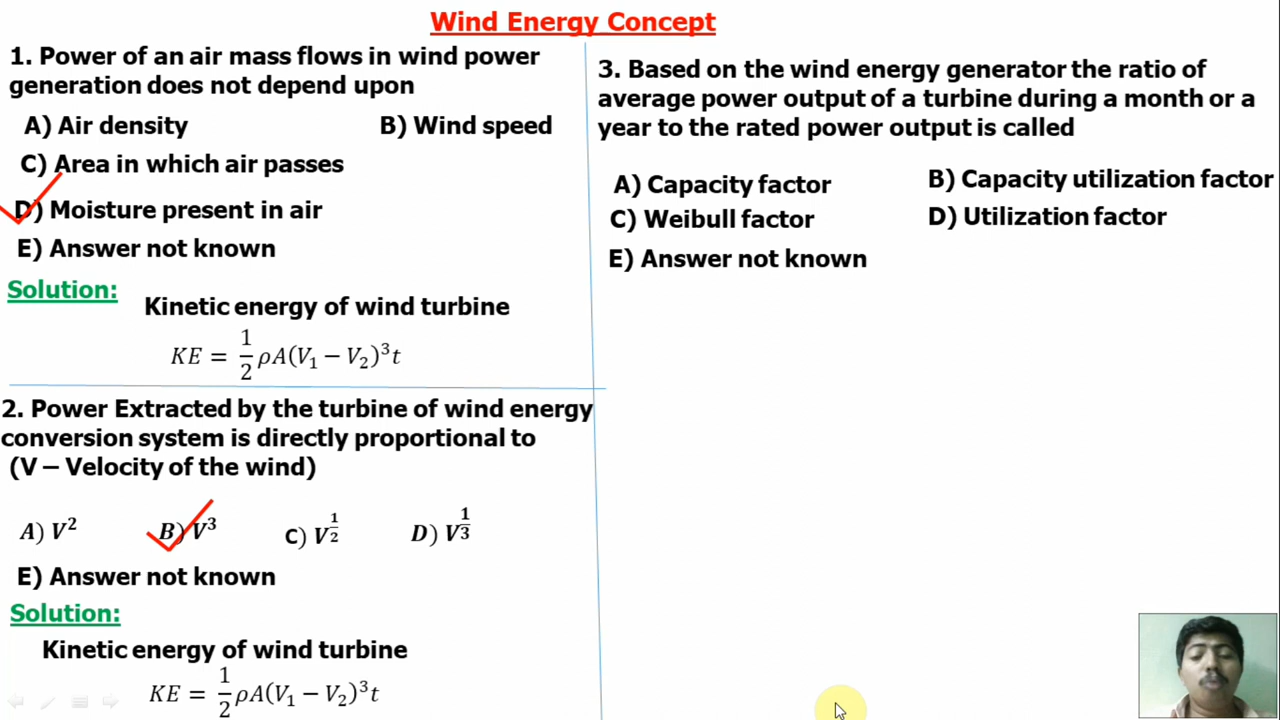 Wind Energy Concept
1. Power of an air mass flows in wind power
generation does not depend upon
A) Air density B) Wind speed
C) Area in which air passes
D) Moisture present in air
E) Answer not known
Solution:
Kinetic energy of wind turbine
KE = 1/2 ρA(V₁ − V₂)³t
2. Power Extracted by the turbine of wind energy
conversion system is directly proportional to
(V – Velocity of the wind)
A) V² B) V³ C) V^(1/2) D) V^(1/3)
E) Answer not known
Solution:
Kinetic energy of wind turbine
KE = 1/2 ρA(V₁ − V₂)³t
3. Based on the wind energy generator the ratio of
average power output of a turbine during a month or a
year to the rated power output is called
A) Capacity factor B) Capacity utilization factor
C) Weibull factor D) Utilization factor
E) Answer not known